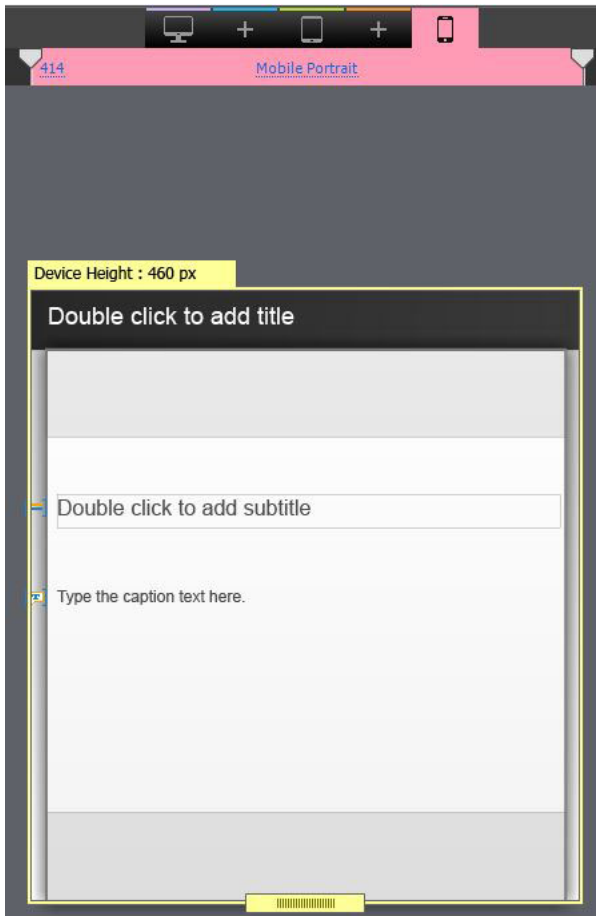 414 Mobile Portrait
Device Height : 460 px
Double click to add title
Double click to add subtitle
Type the caption text here.